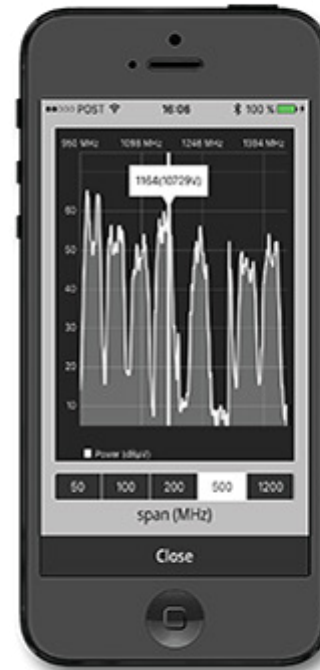 POST 16:06 100 %
950 MHz 1098 MHz 1246 MHz 1394 MHz
1164(10729V)
60
50
40
30
20
10
Power (dBµV)
50 100 200 500 1200
span (MHz)
Close